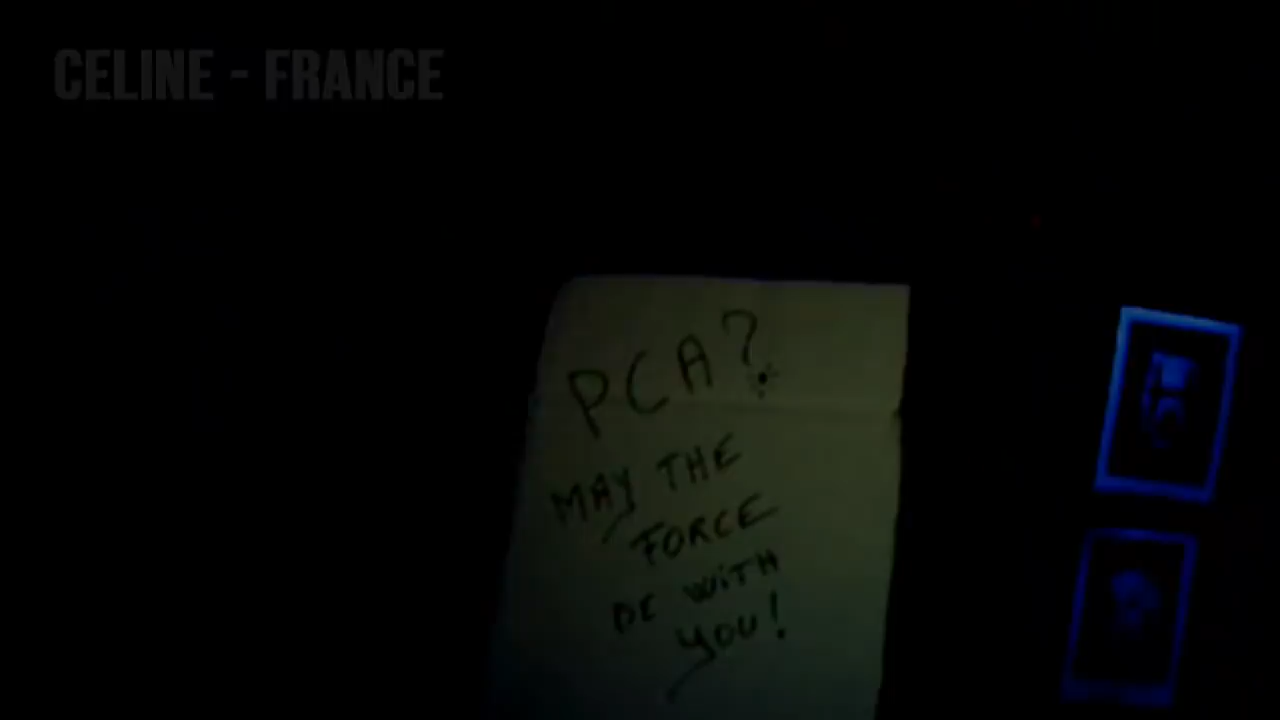 CELINE - FRANCE
PCA?
MAY THE
FORCE
BE WITH
YOU!